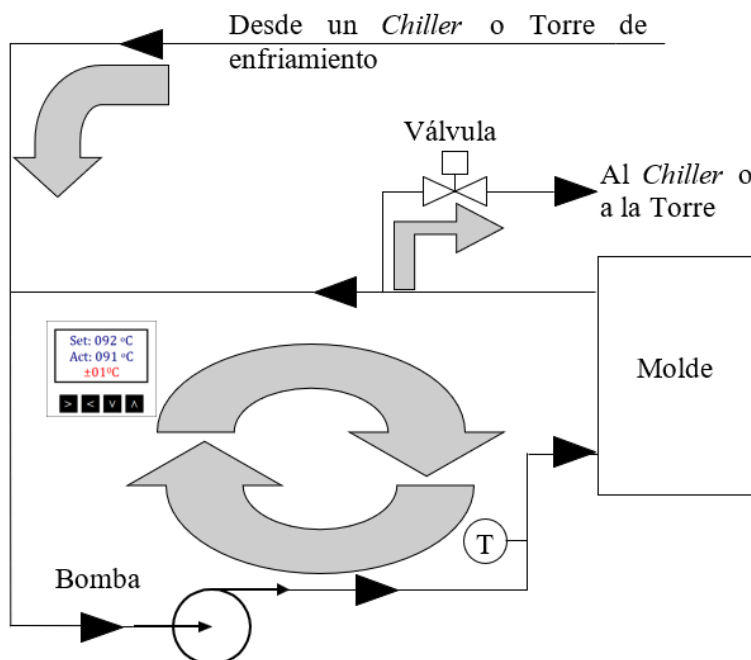 Desde un Chiller o Torre de
enfriamiento
Válvula
Al Chiller o
a la Torre
Set: 092 ºC
Act: 091 ºC
±01ºC
> < v ʌ
Molde
T
Bomba